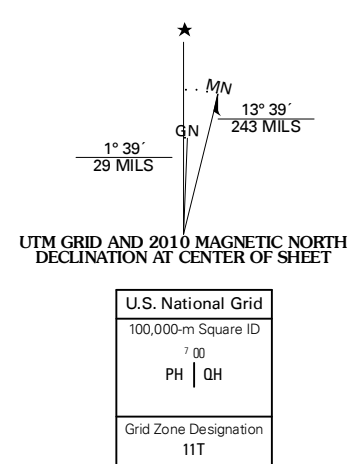 MN
13° 39´
GN
243 MILS
1° 39´
29 MILS
UTM GRID AND 2010 MAGNETIC NORTH
DECLINATION AT CENTER OF SHEET
U.S. National Grid
100,000-m Square ID
7 00
PH QH
Grid Zone Designation
11T